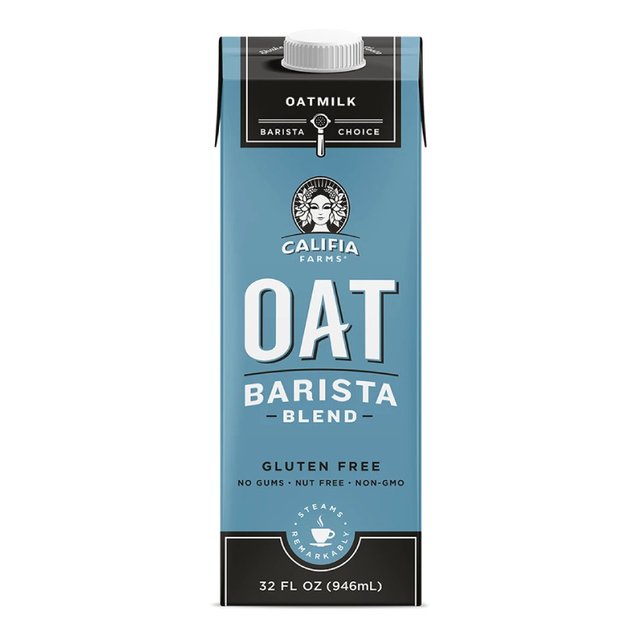 OATMILK
BARISTA CHOICE
CALIFIA
FARMS®
OAT
BARISTA
BLEND
GLUTEN FREE
NO GUMS • NUT FREE • NON-GMO
• STEAMS •
REMARKABLY
32 FL OZ (946mL)